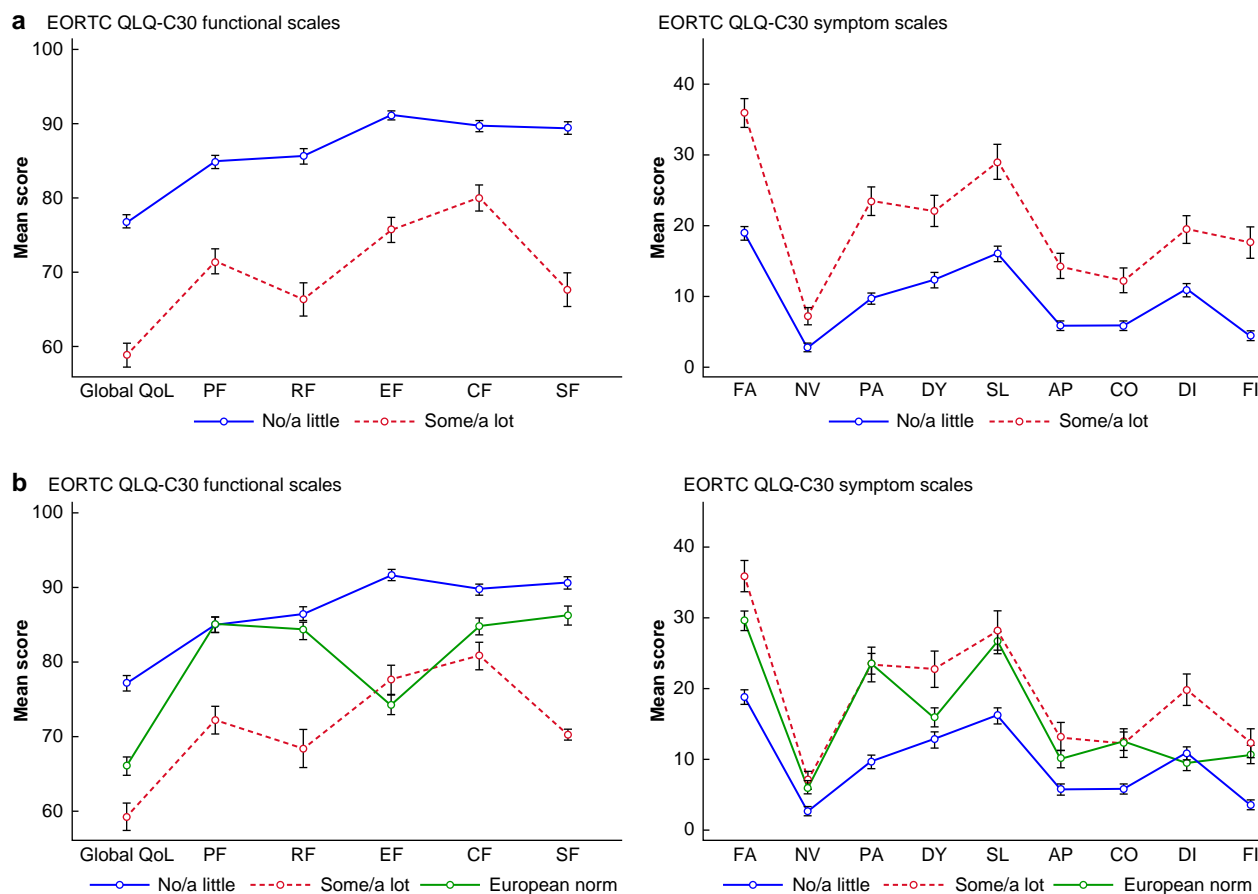 a EORTC QLQ-C30 functional scales
100
90
80
70
60
Mean score
Global QoL PF RF EF CF SF
No/a little Some/a lot
EORTC QLQ-C30 symptom scales
40
30
20
10
0
Mean score
FA NV PA DY SL AP CO DI FI
No/a little Some/a lot
b EORTC QLQ-C30 functional scales
100
90
80
70
60
Mean score
Global QoL PF RF EF CF SF
No/a little Some/a lot European norm
EORTC QLQ-C30 symptom scales
40
30
20
10
0
Mean score
FA NV PA DY SL AP CO DI FI
No/a little Some/a lot European norm